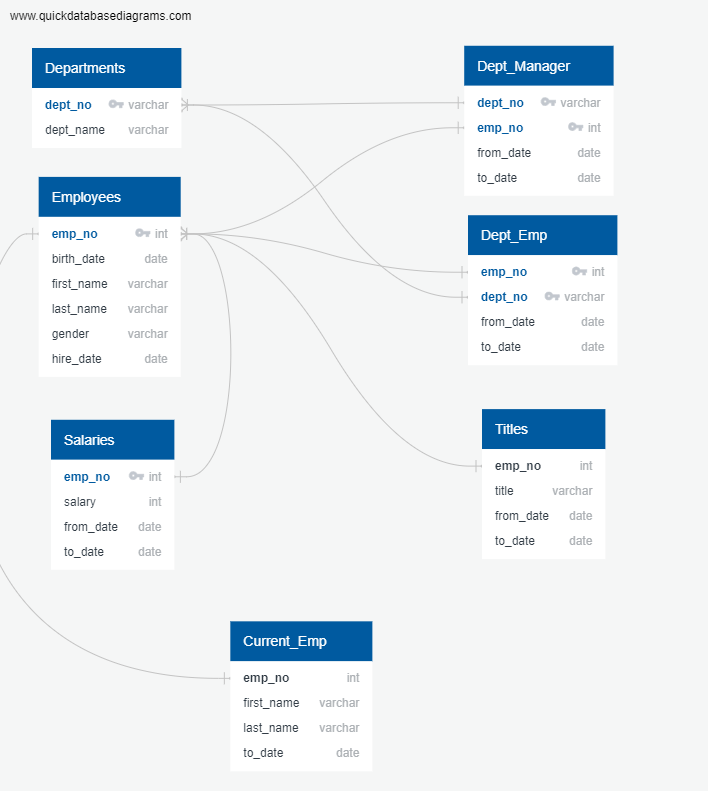 www.quickdatabasediagrams.com
Departments
dept_no varchar
dept_name varchar
Employees
emp_no int
birth_date date
first_name varchar
last_name varchar
gender varchar
hire_date date
Salaries
emp_no int
salary int
from_date date
to_date date
Dept_Manager
dept_no varchar
emp_no int
from_date date
to_date date
Dept_Emp
emp_no int
dept_no varchar
from_date date
to_date date
Titles
emp_no int
title varchar
from_date date
to_date date
Current_Emp
emp_no int
first_name varchar
last_name varchar
to_date date